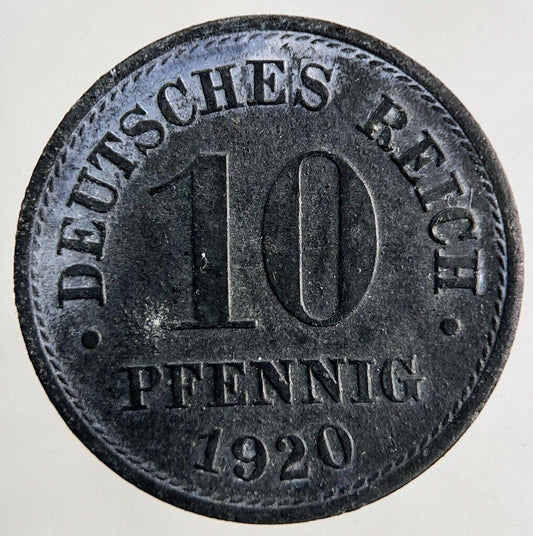 DEUTSCHES REICH
10
PFENNIG
1920